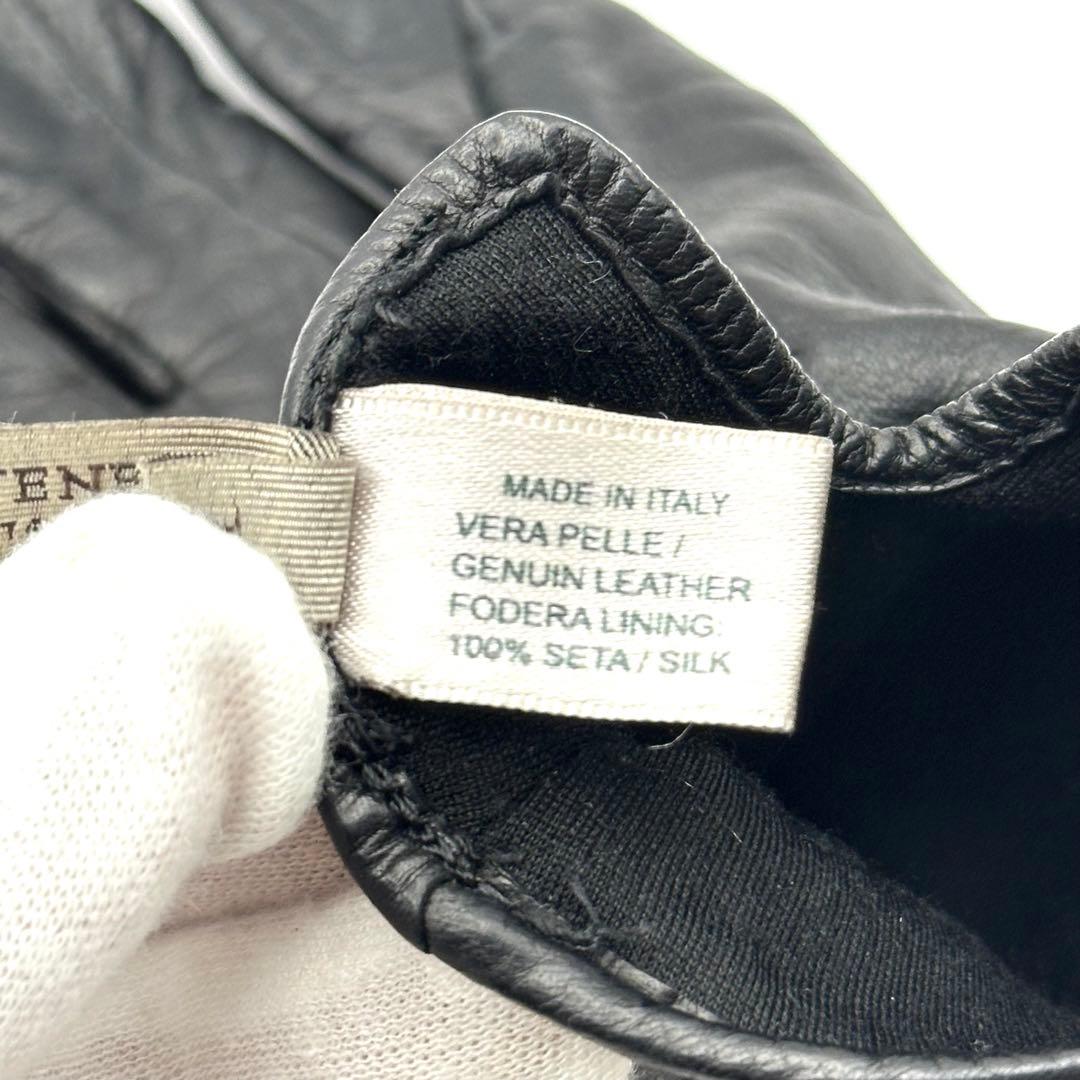 MADE IN ITALY
VERA PELLE /
GENUIN LEATHER
FODERA LINING:
100% SETA / SILK